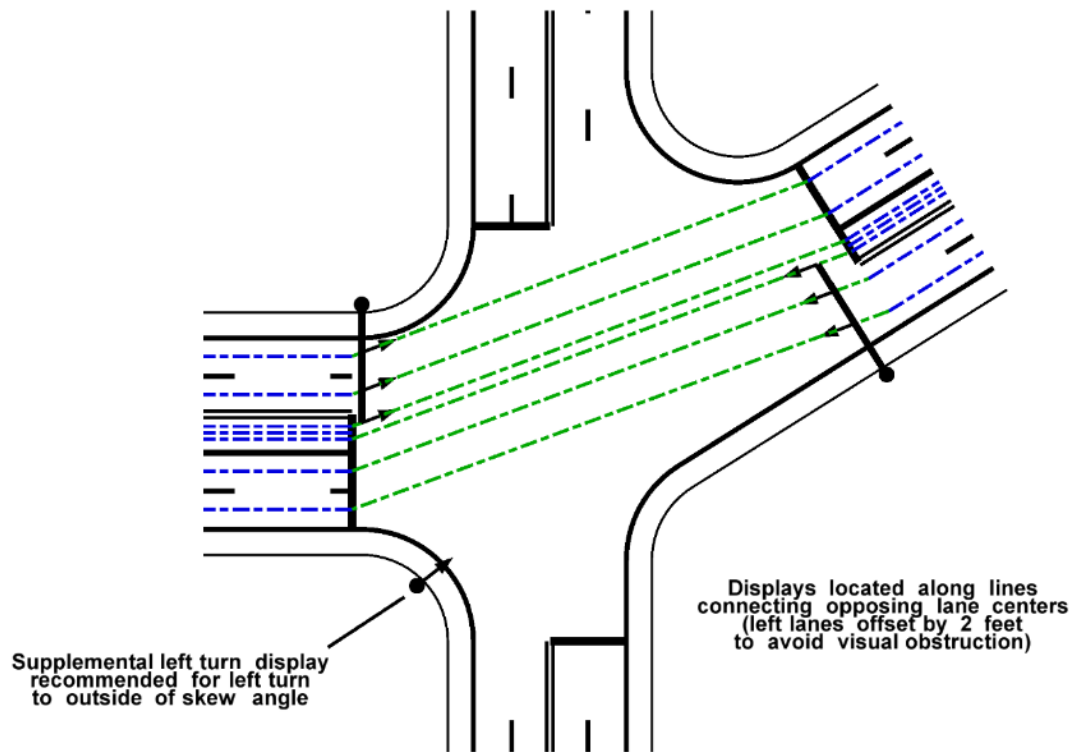 Displays located along lines
connecting opposing lane centers
(left lanes offset by 2 feet
to avoid visual obstruction)
Supplemental left turn display
recommended for left turn
to outside of skew angle